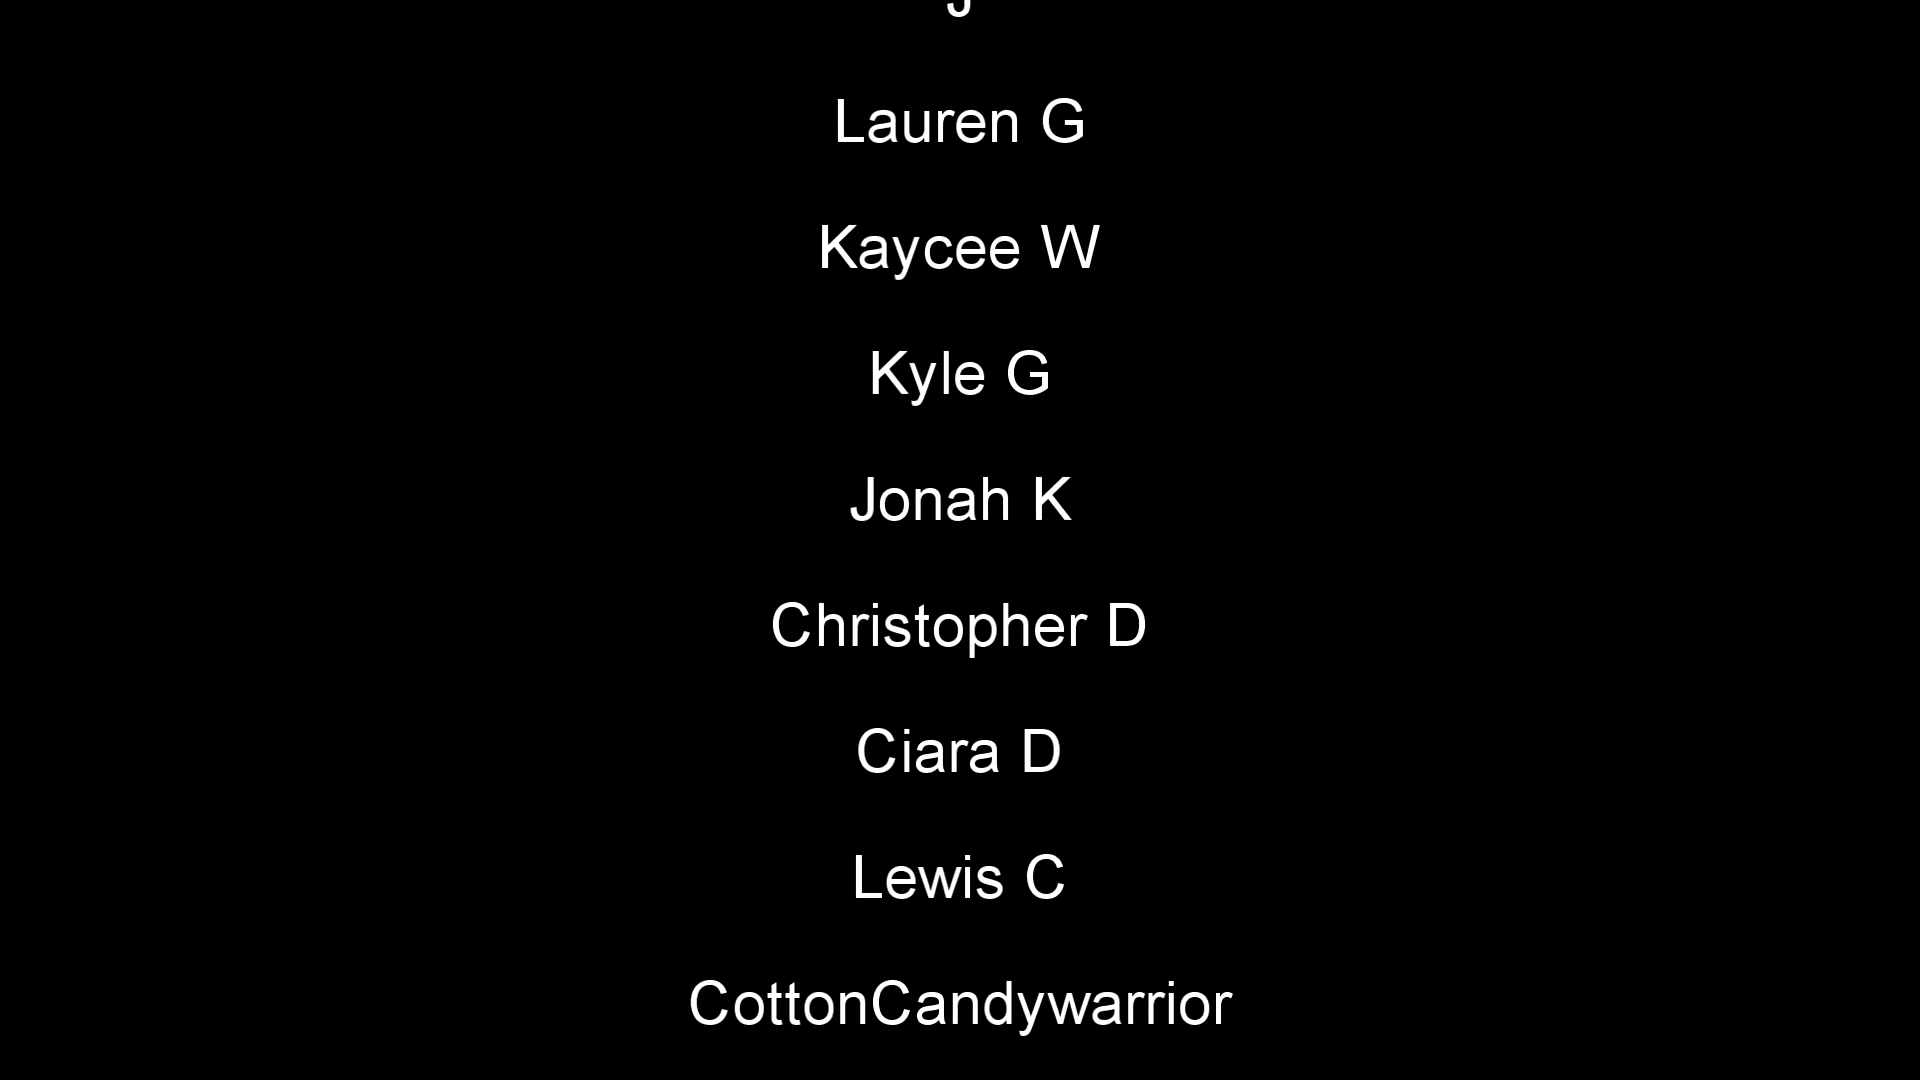 J
Lauren G
Kaycee W
Kyle G
Jonah K
Christopher D
Ciara D
Lewis C
CottonCandywarrior